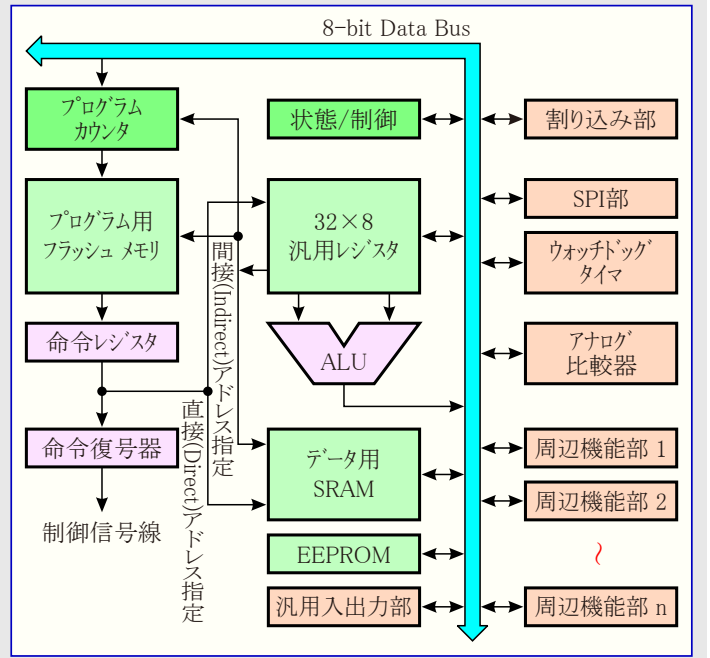 8-bit Data Bus
プログラム
カウンタ
状態/制御
割り込み部
プログラム用
フラッシュ メモリ
32×8
汎用レジスタ
SPI部
ウォッチドッグ
タイマ
間接(Indirect)アドレス指定
命令レジスタ
ALU
アナログ
比較器
直接(Direct)アドレス指定
命令復号器
データ用
SRAM
周辺機能部 1
周辺機能部 2
制御信号線
EEPROM
～
汎用入出力部
周辺機能部 n